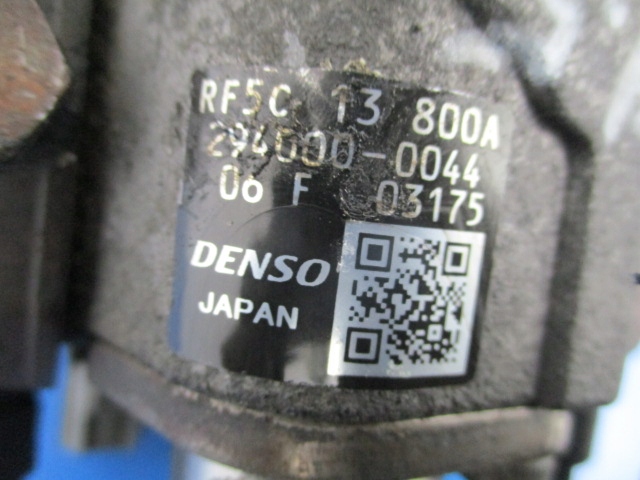 RF5C 13 800A
294000-0044
06 F 03175
DENSO
JAPAN